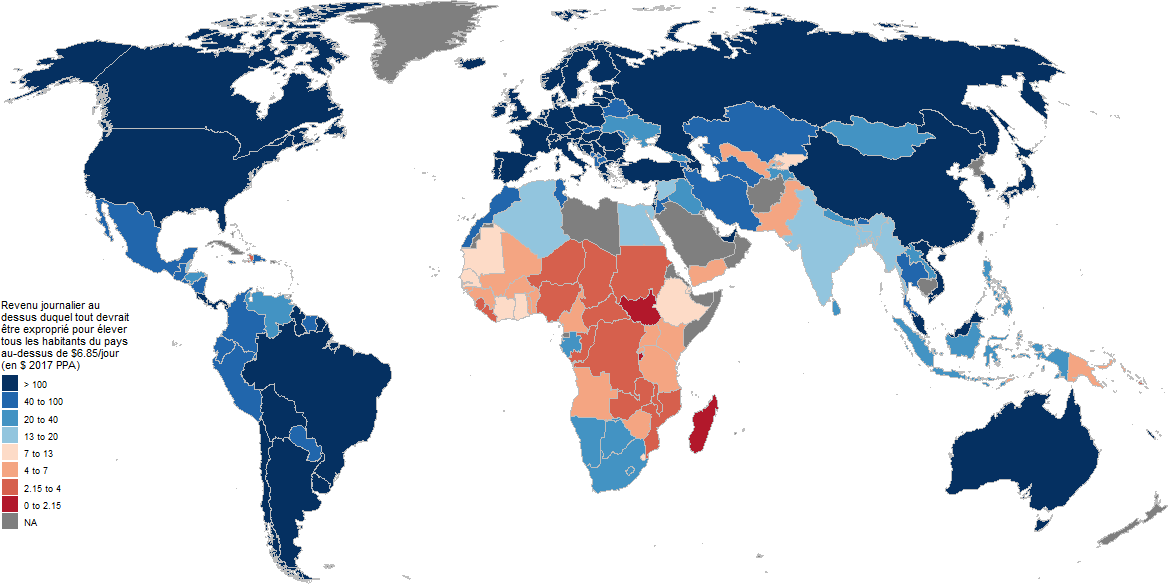 Revenu journalier au
dessus duquel tout devrait
être exproprié pour élever
tous les habitants du pays
au-dessus de $6.85/jour
(en $ 2017 PPA)
> 100
40 to 100
20 to 40
13 to 20
7 to 13
4 to 7
2.15 to 4
0 to 2.15
NA